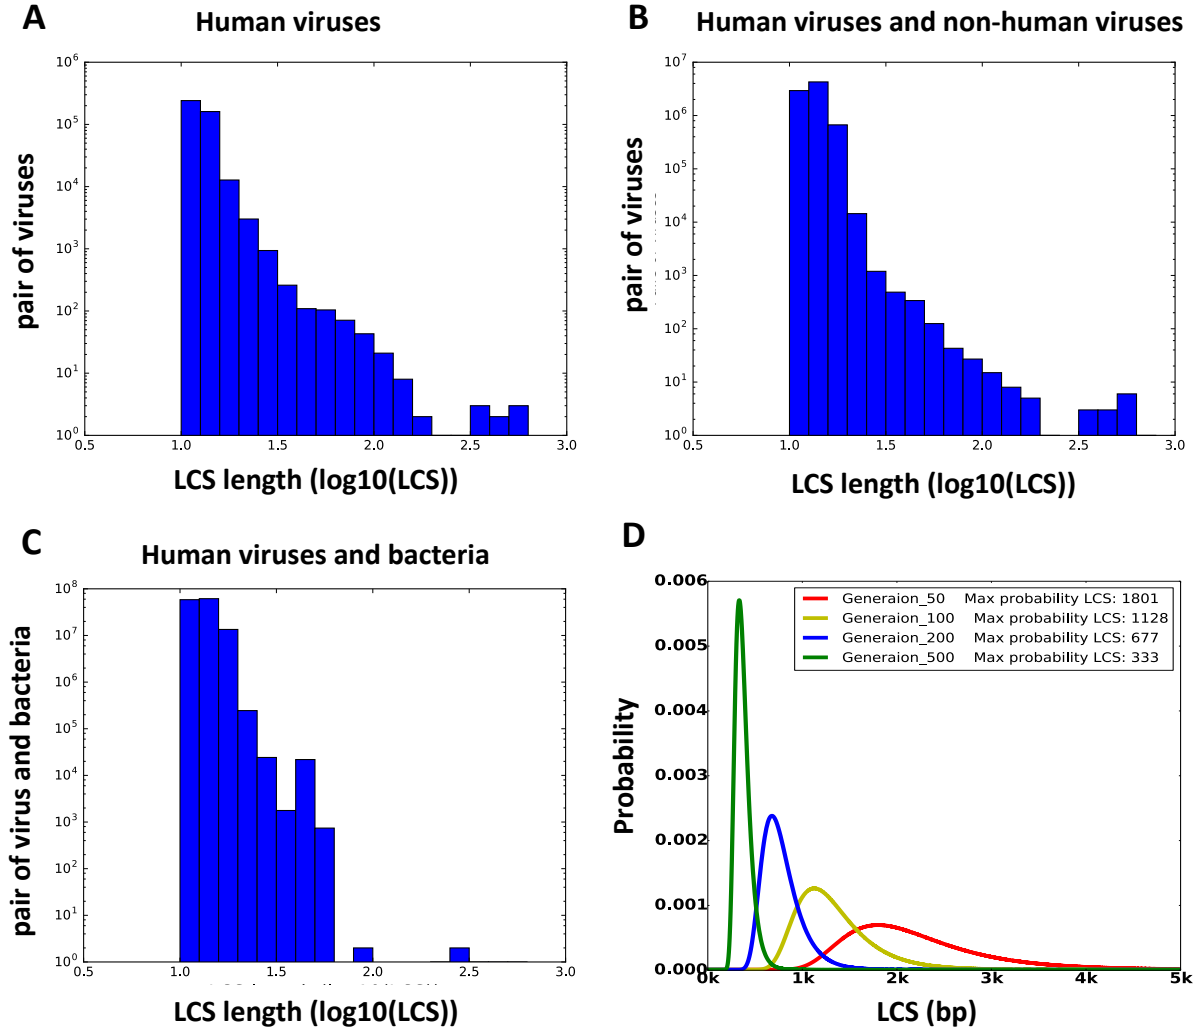 A
Human viruses
10^6
10^5
10^4
10^3
10^2
10^1
10^0
0.5 1.0 1.5 2.0 2.5 3.0
pair of viruses
LCS length (log10(LCS))
B
Human viruses and non-human viruses
10^7
10^6
10^5
10^4
10^3
10^2
10^1
10^0
0.5 1.0 1.5 2.0 2.5 3.0
pair of viruses
LCS length (log10(LCS))
C
Human viruses and bacteria
10^8
10^7
10^6
10^5
10^4
10^3
10^2
10^1
10^0
0.5 1.0 1.5 2.0 2.5 3.0
pair of virus and bacteria
LCS length (log10(LCS))
D
0.006
0.005
0.004
0.003
0.002
0.001
0.000
0k 1k 2k 3k 4k 5k
Probability
LCS (bp)
Generaion_50 Max probability LCS: 1801
Generaion_100 Max probability LCS: 1128
Generaion_200 Max probability LCS: 677
Generaion_500 Max probability LCS: 333